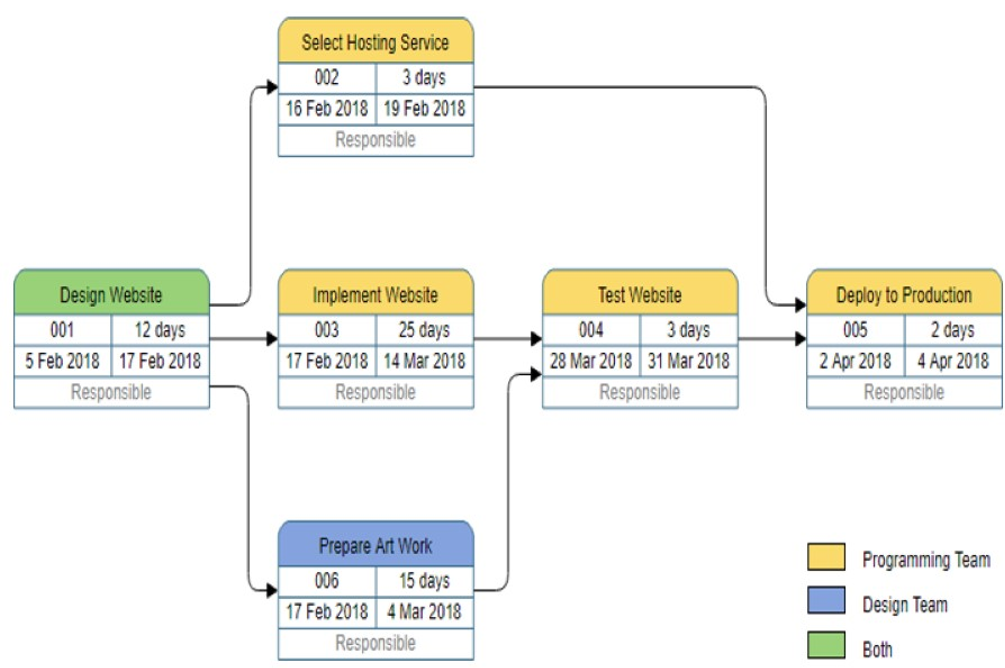 Select Hosting Service
002 3 days
16 Feb 2018 19 Feb 2018
Responsible
Design Website
001 12 days
5 Feb 2018 17 Feb 2018
Responsible
Implement Website
003 25 days
17 Feb 2018 14 Mar 2018
Responsible
Test Website
004 3 days
28 Mar 2018 31 Mar 2018
Responsible
Deploy to Production
005 2 days
2 Apr 2018 4 Apr 2018
Responsible
Prepare Art Work
006 15 days
17 Feb 2018 4 Mar 2018
Responsible
Programming Team
Design Team
Both